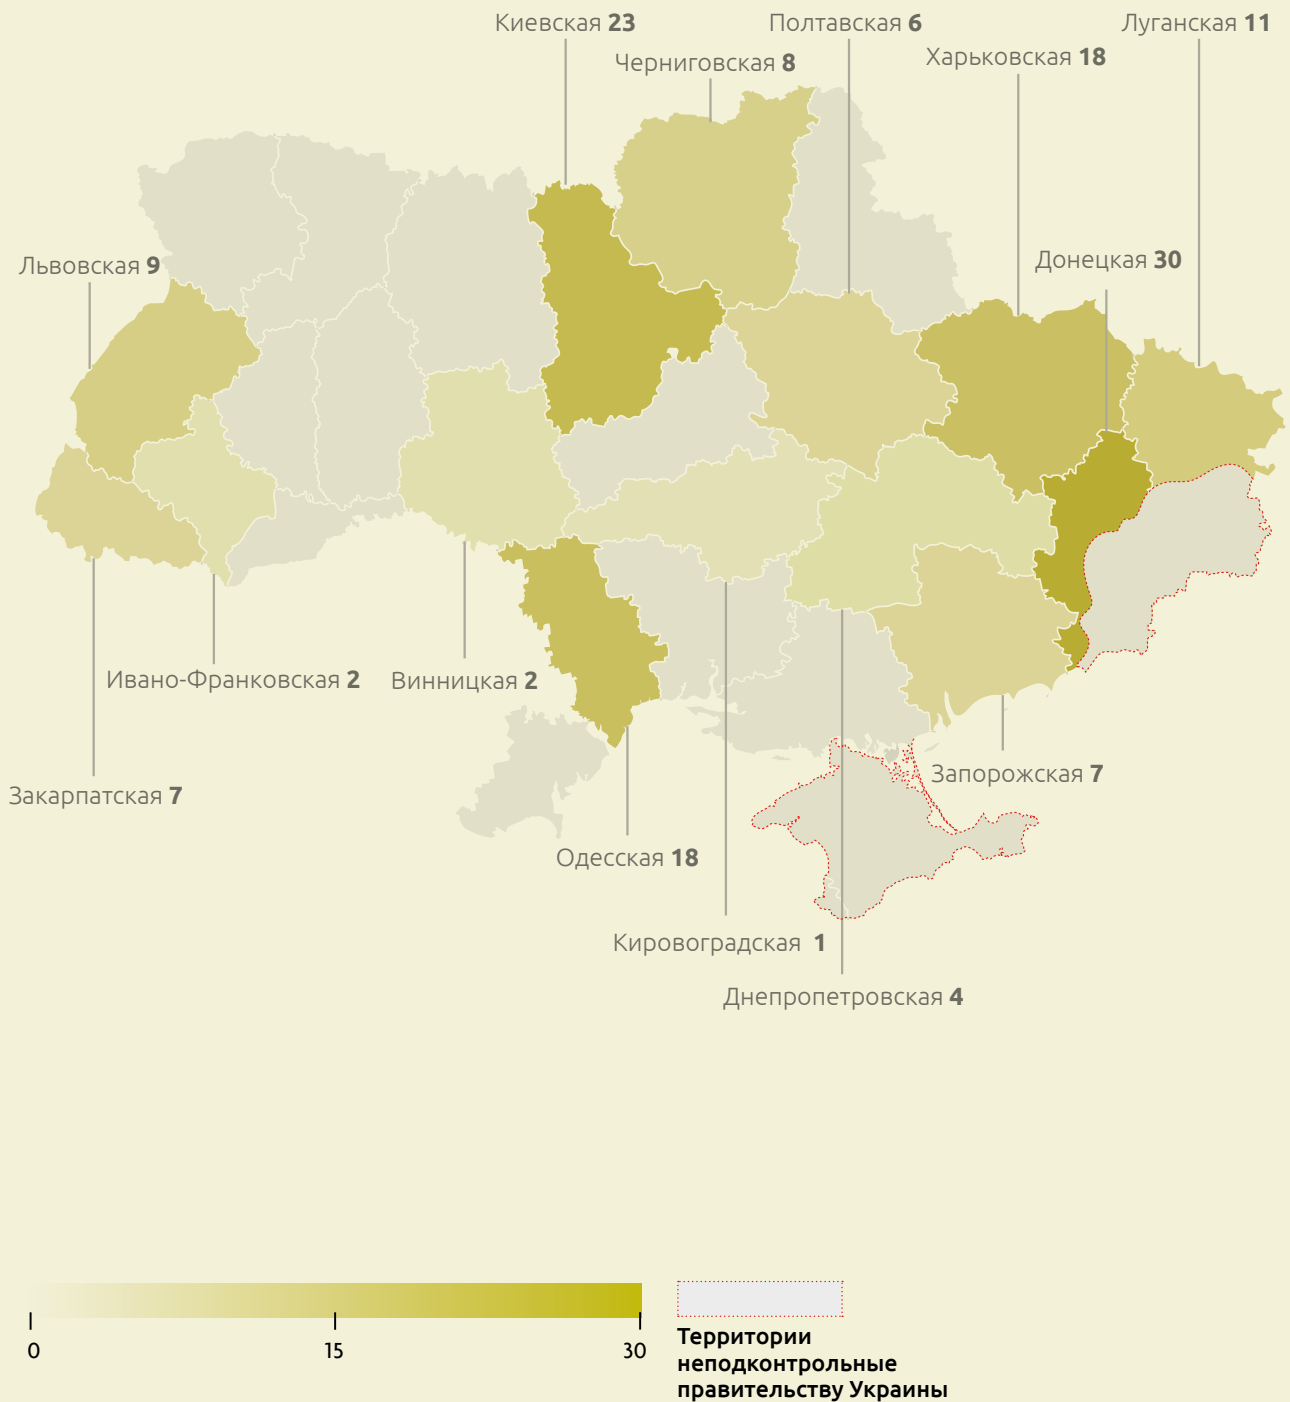 Киевская 23
Полтавская 6
Луганская 11
Черниговская 8
Харьковская 18
Львовская 9
Донецкая 30
Ивано-Франковская 2
Винницкая 2
Закарпатская 7
Запорожская 7
Одесская 18
Кировоградская 1
Днепропетровская 4
0
15
30
Территории
неподконтрольные
правительству Украины